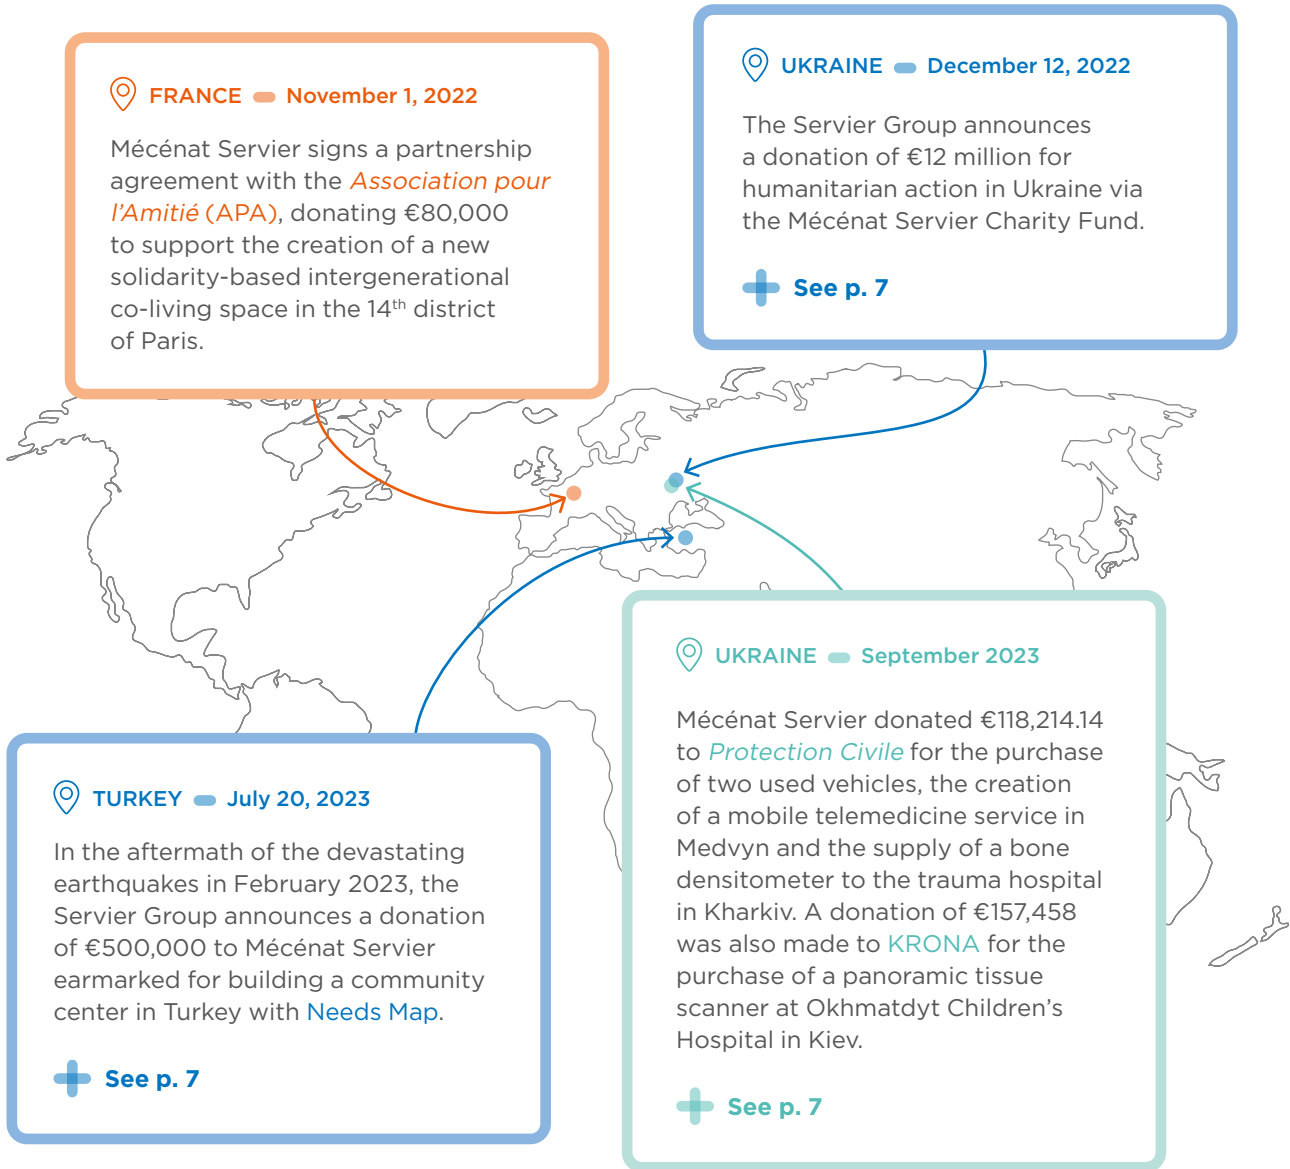 FRANCE – November 1, 2022
Mécénat Servier signs a partnership
agreement with the Association pour
l'Amitié (APA), donating €80,000
to support the creation of a new
solidarity-based intergenerational
co-living space in the 14th district
of Paris.
UKRAINE – December 12, 2022
The Servier Group announces
a donation of €12 million for
humanitarian action in Ukraine via
the Mécénat Servier Charity Fund.
See p. 7
TURKEY – July 20, 2023
In the aftermath of the devastating
earthquakes in February 2023, the
Servier Group announces a donation
of €500,000 to Mécénat Servier
earmarked for building a community
center in Turkey with Needs Map.
See p. 7
UKRAINE – September 2023
Mécénat Servier donated €118,214.14
to Protection Civile for the purchase
of two used vehicles, the creation
of a mobile telemedicine service in
Medvyn and the supply of a bone
densitometer to the trauma hospital
in Kharkiv. A donation of €157,458
was also made to KRONA for the
purchase of a panoramic tissue
scanner at Okhmatdyt Children's
Hospital in Kiev.
See p. 7